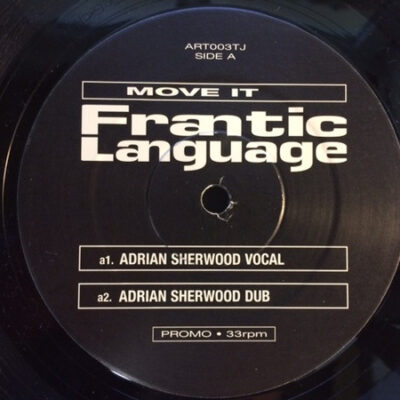 ART003TJ
SIDE A
MOVE IT
Frantic
Language
a1. ADRIAN SHERWOOD VOCAL
a2. ADRIAN SHERWOOD DUB
PROMO • 33rpm